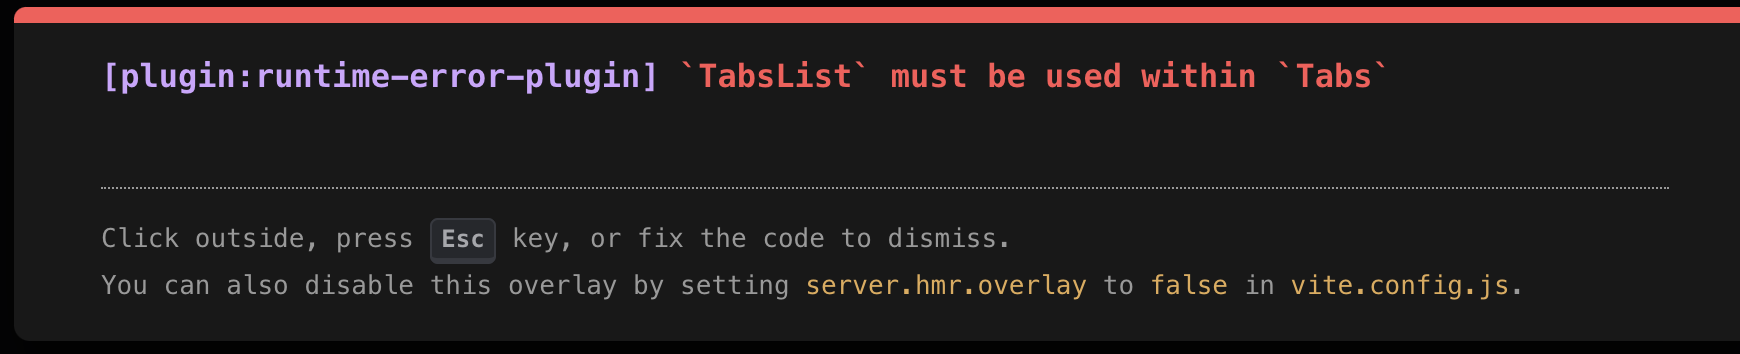 [plugin:runtime-error-plugin] `TabsList` must be used within `Tabs`
Click outside, press Esc key, or fix the code to dismiss.
You can also disable this overlay by setting server.hmr.overlay to false in vite.config.js.